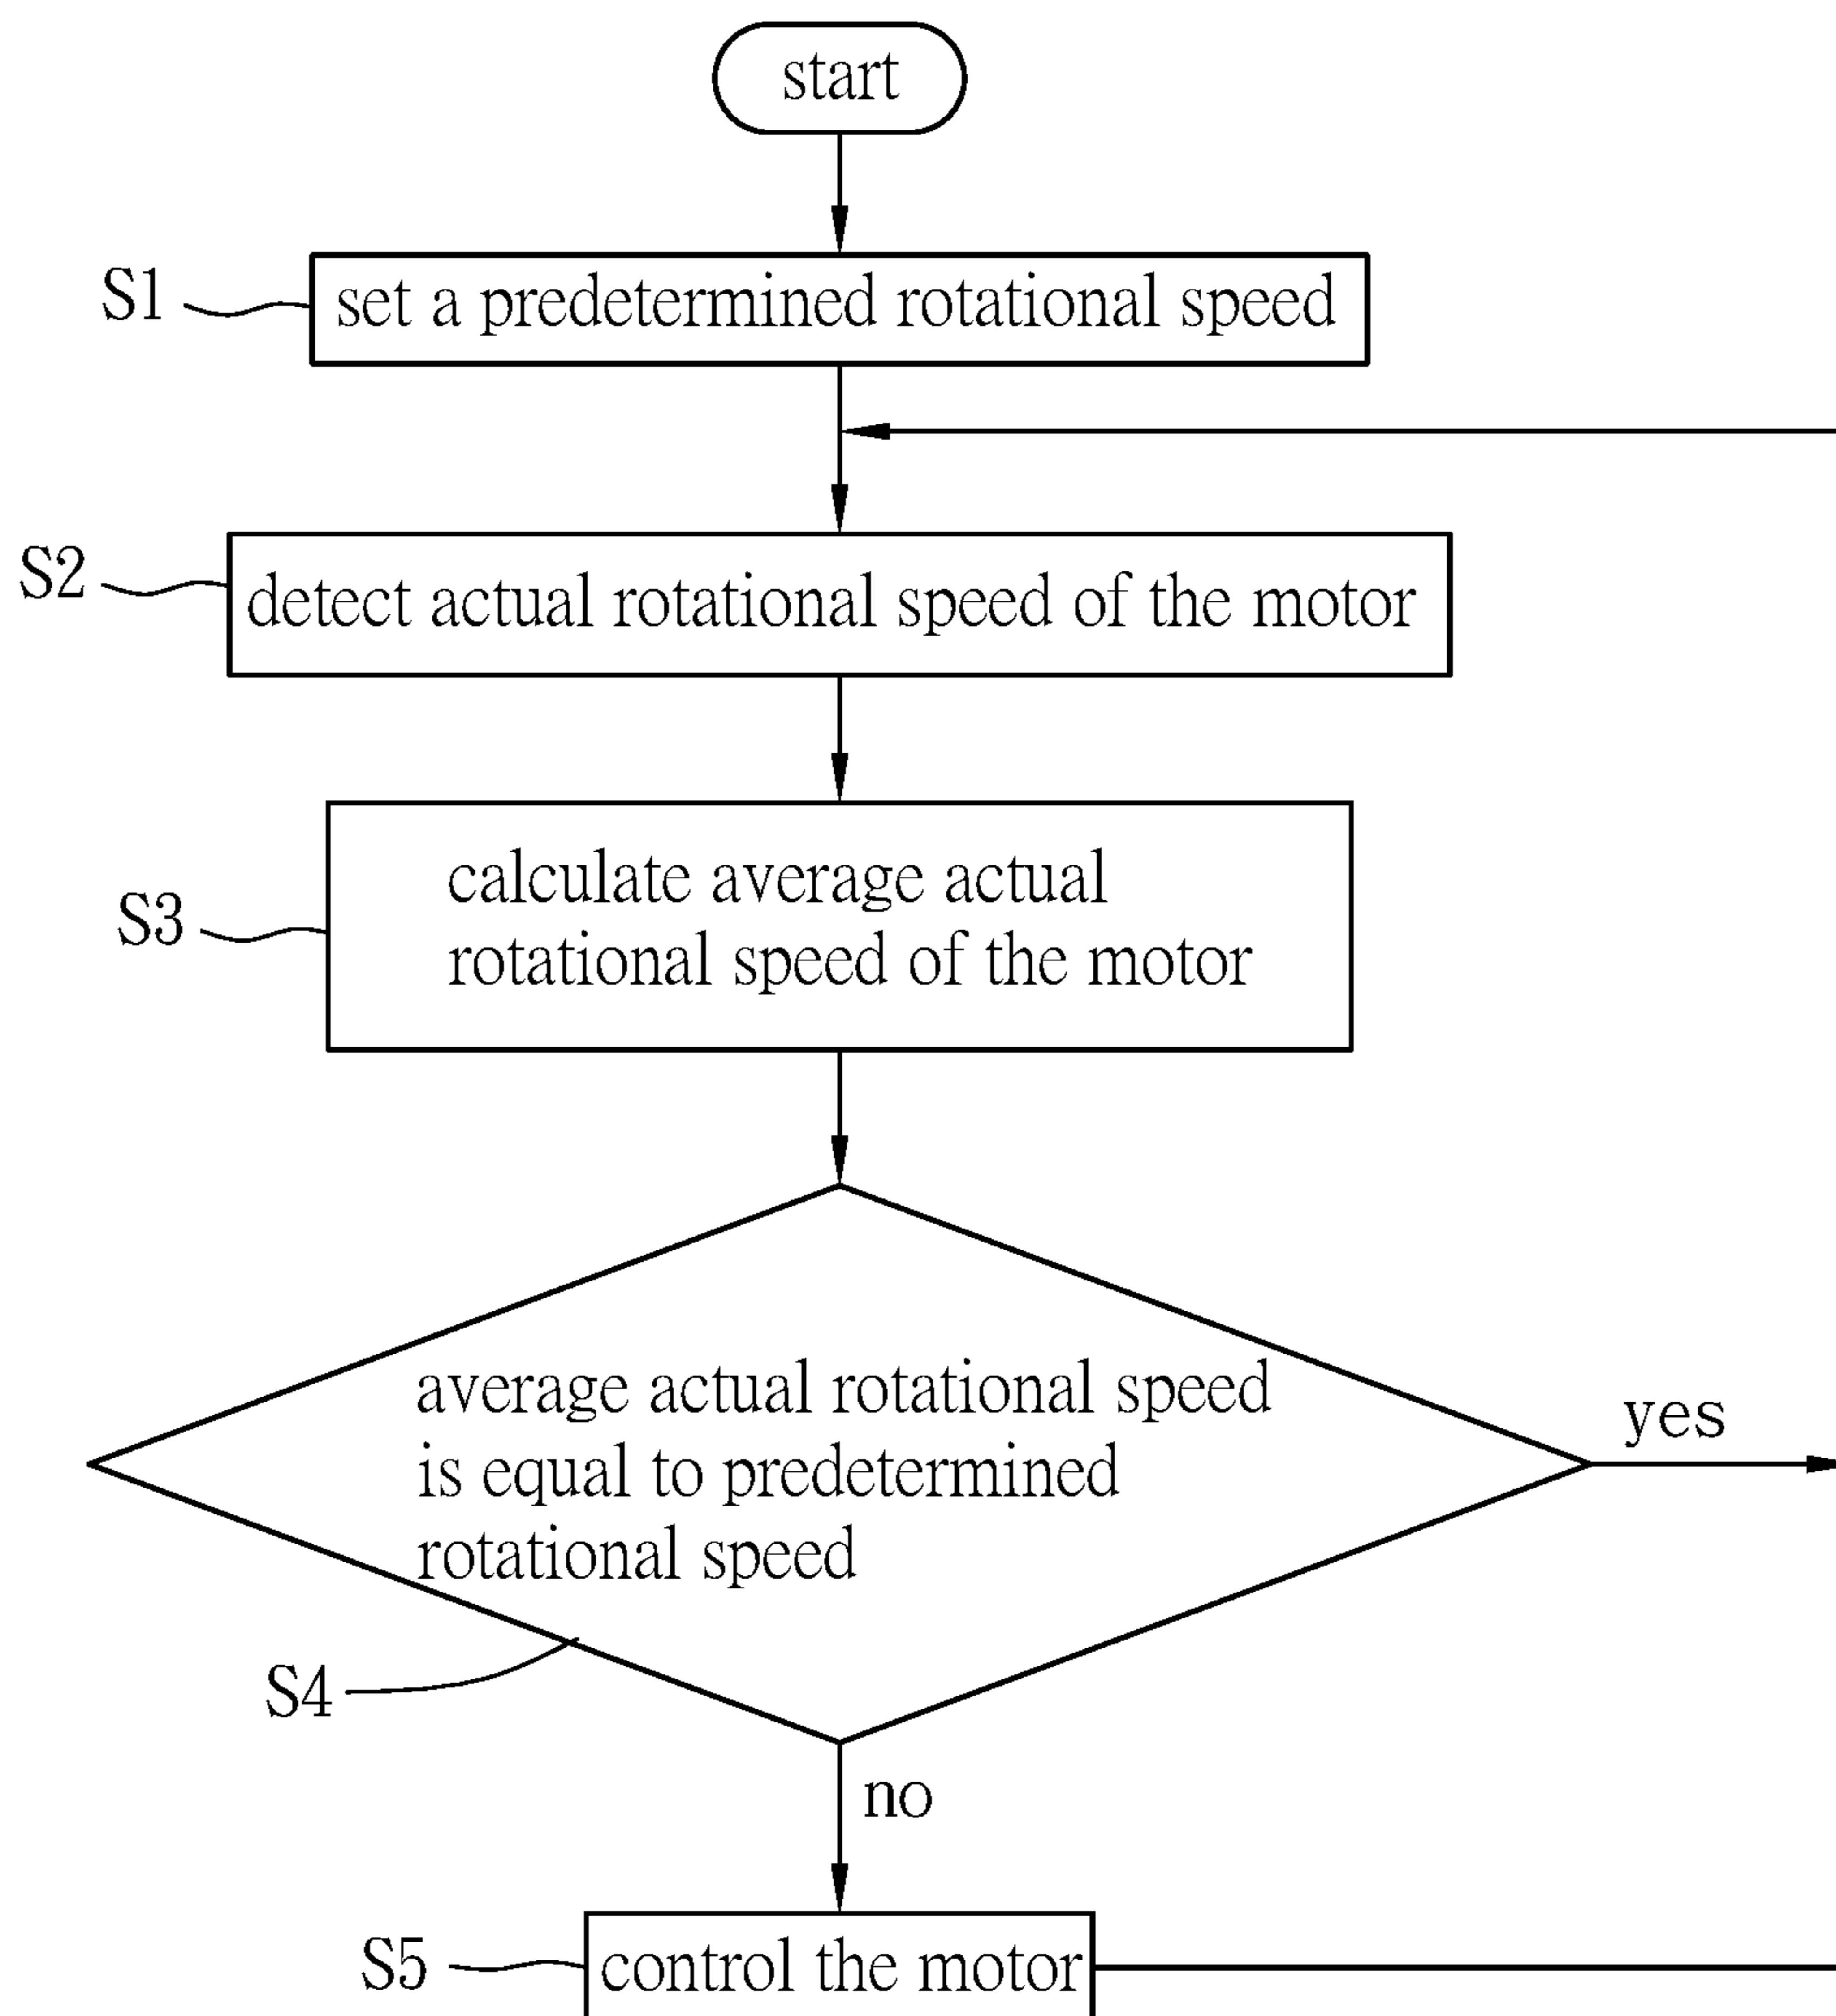 start
S1
set a predetermined rotational speed
S2
detect actual rotational speed of the motor
S3
calculate average actual
rotational speed of the motor
average actual rotational speed
is equal to predetermined
rotational speed
yes
S4
no
S5
control the motor